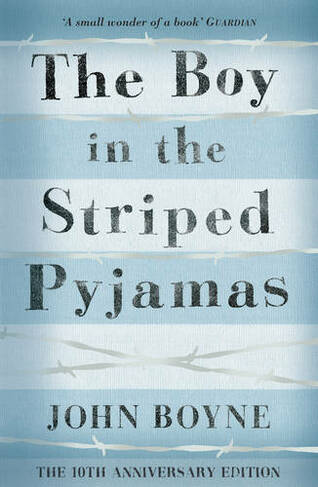 ‘A small wonder of a book’ GUARDIAN
The Boy
in the
Striped
Pyjamas
JOHN BOYNE
THE 10TH ANNIVERSARY EDITION